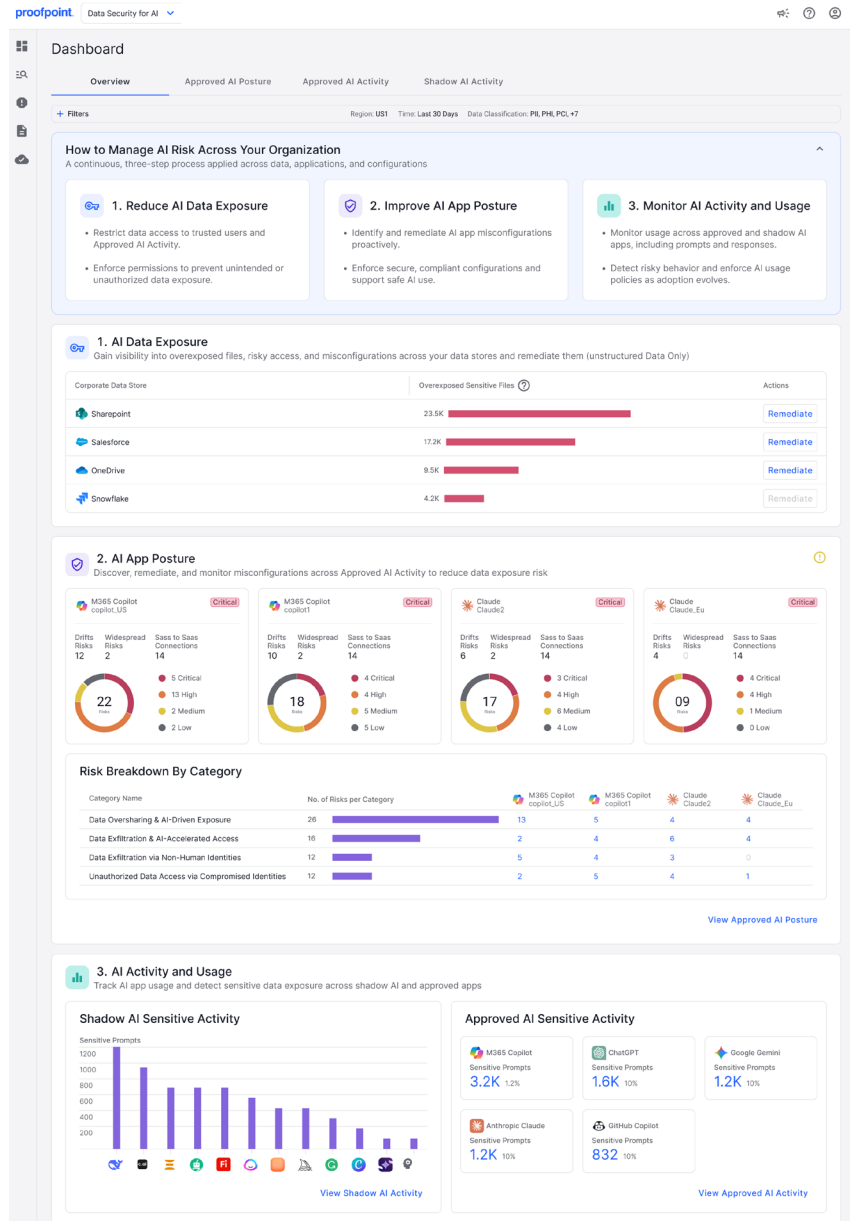 proofpoint.
Data Security for AI
Dashboard
Overview
Approved AI Posture
Approved AI Activity
Shadow AI Activity
+ Filters
Region: US1 Time: Last 30 Days Data Classification: PII, PHI, PCI, +7
How to Manage AI Risk Across Your Organization
A continuous, three-step process applied across data, applications, and configurations
1. Reduce AI Data Exposure
• Restrict data access to trusted users and
Approved AI Activity.
• Enforce permissions to prevent unintended or
unauthorized data exposure.
2. Improve AI App Posture
• Identify and remediate AI app misconfigurations
proactively.
• Enforce secure, compliant configurations and
support safe AI use.
3. Monitor AI Activity and Usage
• Monitor usage across approved and shadow AI
apps, including prompts and responses.
• Detect risky behavior and enforce AI usage
policies as adoption evolves.
1. AI Data Exposure
Gain visibility into overexposed files, risky access, and misconfigurations across your data stores and remediate them (unstructured Data Only)
Corporate Data Store Overexposed Sensitive Files Actions
Sharepoint 23.5K Remediate
Salesforce 17.2K Remediate
OneDrive 9.5K Remediate
Snowflake 4.2K Remediate
2. AI App Posture
Discover, remediate, and monitor misconfigurations across Approved AI Activity to reduce data exposure risk
M365 Copilot
copilot_US
Critical
Drifts Widespread Sass to Saas
Risks Risks Connections
12 2 14
22
Risks
5 Critical
13 High
2 Medium
2 Low
M365 Copilot
copilot1
Critical
Drifts Widespread Sass to Saas
Risks Risks Connections
10 2 14
18
Risks
4 Critical
4 High
5 Medium
5 Low
Claude
Claude2
Critical
Drifts Widespread Sass to Saas
Risks Risks Connections
6 2 14
17
Risks
3 Critical
4 High
6 Medium
4 Low
Claude
Claude_Eu
Critical
Drifts Widespread Sass to Saas
Risks Risks Connections
4 0 14
09
Risks
4 Critical
4 High
1 Medium
0 Low
Risk Breakdown By Category
Category Name No. of Risks per Category M365 Copilot M365 Copilot Claude Claude
copilot_US copilot1 Claude2 Claude_Eu
Data Oversharing & AI-Driven Exposure 26 13 5 4 4
Data Exfiltration & AI-Accelerated Access 16 2 4 6 4
Data Exfiltration via Non-Human Identities 12 5 4 3 0
Unauthorized Data Access via Compromised Identities 12 2 5 4 1
View Approved AI Posture
3. AI Activity and Usage
Track AI app usage and detect sensitive data exposure across shadow AI and approved apps
Shadow AI Sensitive Activity
Sensitive Prompts
1200
1000
800
600
400
200
Fi
View Shadow AI Activity
Approved AI Sensitive Activity
M365 Copilot
Sensitive Prompts
3.2K 1.2%
ChatGPT
Sensitive Prompts
1.6K 10%
Google Gemini
Sensitive Prompts
1.2K 10%
Anthropic Claude
Sensitive Prompts
1.2K 10%
GitHub Copilot
Sensitive Prompts
832 10%
View Approved AI Activity